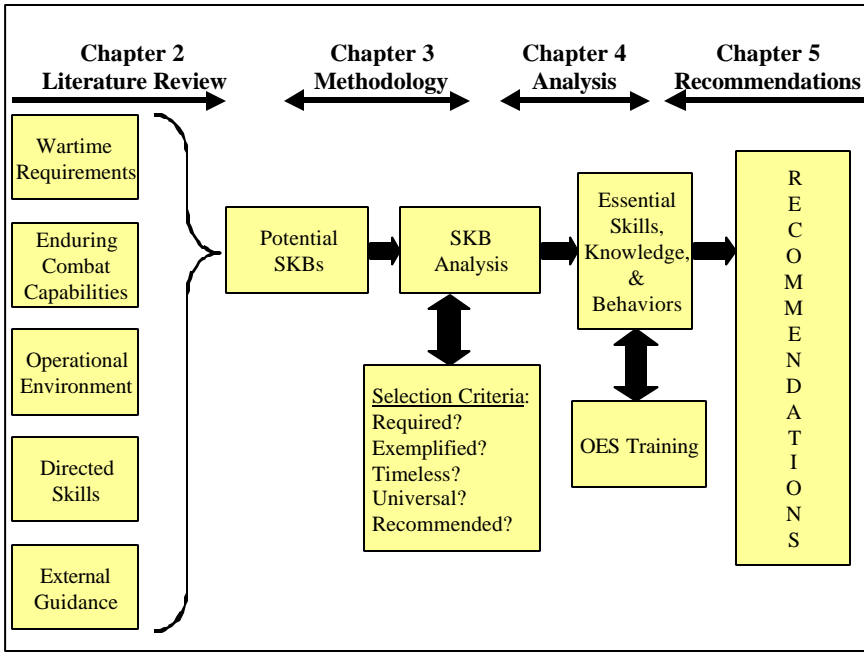 Chapter 2
Literature Review
Chapter 3
Methodology
Chapter 4
Analysis
Chapter 5
Recommendations
Wartime
Requirements
Enduring
Combat
Capabilities
Operational
Environment
Directed
Skills
External
Guidance
Potential
SKBs
SKB
Analysis
Selection Criteria:
Required?
Exemplified?
Timeless?
Universal?
Recommended?
Essential
Skills,
Knowledge,
&
Behaviors
OES Training
R
E
C
O
M
M
E
N
D
A
T
I
O
N
S